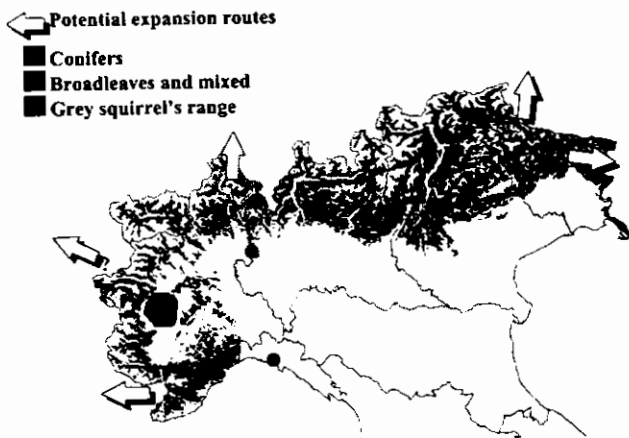 Potential expansion routes
Conifers
Broadleaves and mixed
Grey squirrel's range